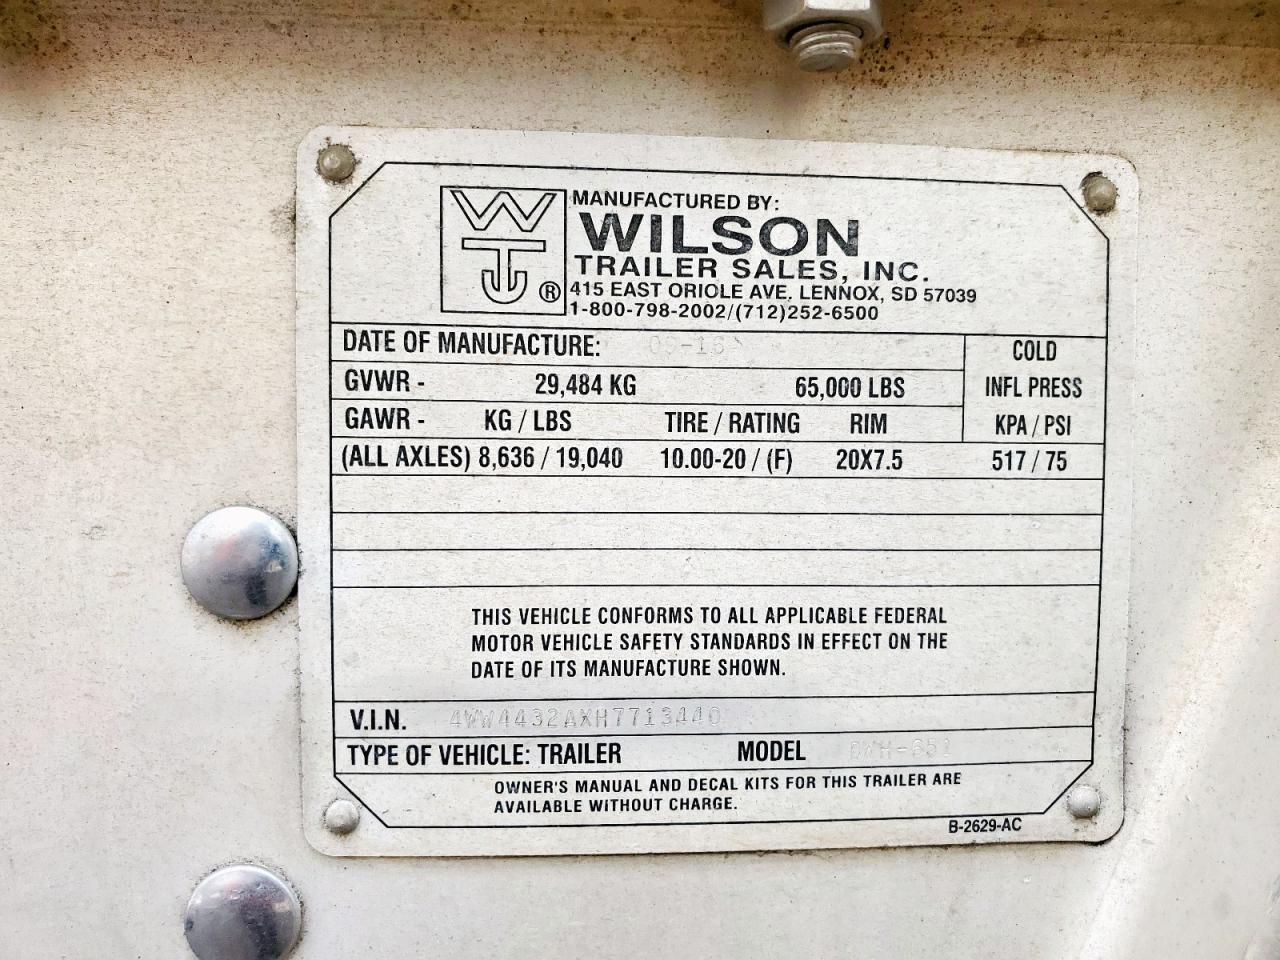 MANUFACTURED BY:
WILSON
TRAILER SALES, INC.
®
415 EAST ORIOLE AVE. LENNOX, SD 57039
1-800-798-2002/(712)252-6500
DATE OF MANUFACTURE:
COLD
GVWR - 29,484 KG 65,000 LBS INFL PRESS
GAWR - KG / LBS TIRE / RATING RIM KPA / PSI
(ALL AXLES) 8,636 / 19,040 10.00-20 / (F) 20X7.5 517 / 75
THIS VEHICLE CONFORMS TO ALL APPLICABLE FEDERAL
MOTOR VEHICLE SAFETY STANDARDS IN EFFECT ON THE
DATE OF ITS MANUFACTURE SHOWN.
V.I.N. 4WW4432AXH7713440
TYPE OF VEHICLE: TRAILER MODEL
OWNER'S MANUAL AND DECAL KITS FOR THIS TRAILER ARE
AVAILABLE WITHOUT CHARGE.
B-2629-AC